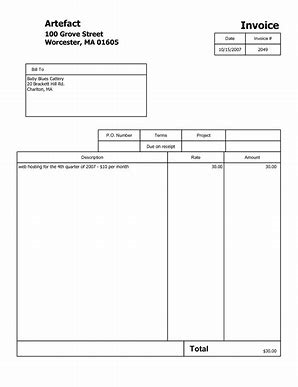 Artefact
100 Grove Street
Worcester, MA 01605
Invoice
Date Invoice #
10/15/2007 2049
Bill To
Baby Blues Cattery
22 Brackett Hill Rd.
Charlton, MA
P.O. Number Terms Project
Due on receipt
Description Rate Amount
web hosting for the 4th quarter of 2007 - $10 per month 30.00 30.00
Total $30.00